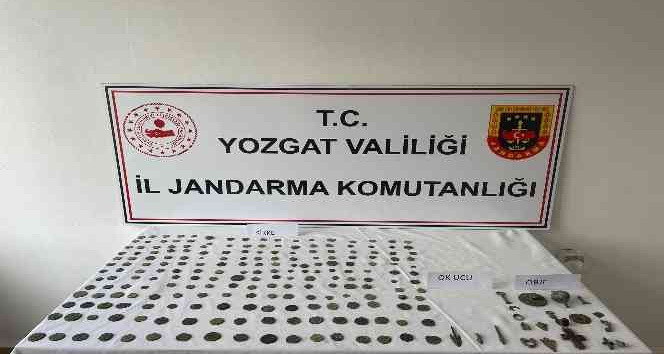 T.C.
YOZGAT VALİLİĞİ
İL JANDARMA KOMUTANLIĞI
SİKKE
OK UCU
OBJE